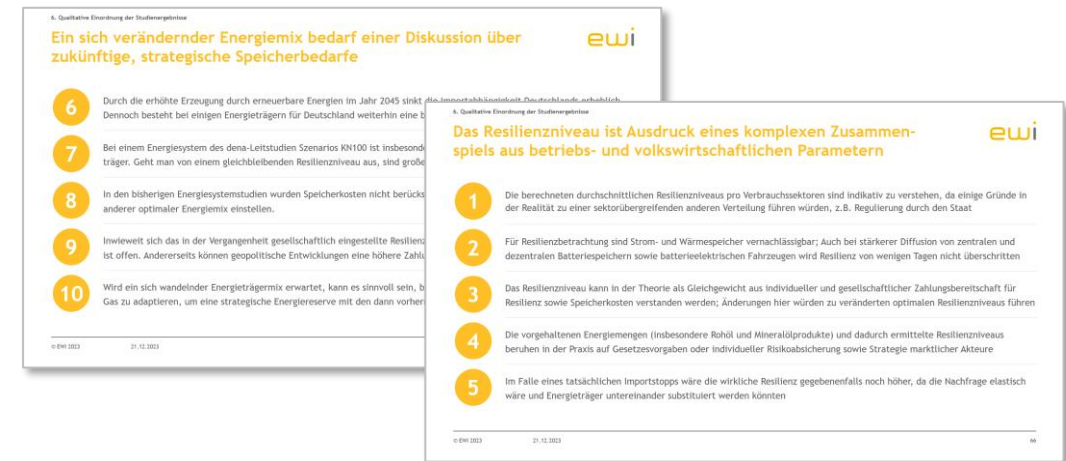 6. Qualitative Einordnung der Studienergebnisse
Ein sich verändernder Energiemix bedarf einer Diskussion über
zukünftige, strategische Speicherbedarfe
ewi
6
Durch die erhöhte Erzeugung durch erneuerbare Energien im Jahr 2045 sinkt die Importabhängigkeit Deutschlands erheblich
Dennoch besteht bei einigen Energieträgern für Deutschland weiterhin eine
7
Bei einem Energiesystem des dena-Leitstudien Szenarios KN100 ist
träger. Geht man von einem gleichbleibenden Resilienzniveau aus, sind große
8
In den bisherigen Energiesystemstudien wurden Speicherkosten nicht
anderer optimaler Energiemix einstellen.
9
Inwieweit sich das in der Vergangenheit gesellschaftlich eingestellte
ist offen. Andererseits können geopolitische Entwicklungen eine höhere
10
Wird ein sich wandelnder Energieträgermix erwartet, kann es sinnvoll sein,
Gas zu adaptieren, um eine strategische Energiereserve mit den dann
© EWI 2023
21.12.2023
6. Qualitative Einordnung der Studienergebnisse
Das Resilienzniveau ist Ausdruck eines komplexen Zusammen-
spiels aus betriebs- und volkswirtschaftlichen Parametern
ewi
1
Die berechneten durchschnittlichen Resilienzniveaus pro Verbrauchssektoren sind indikativ zu verstehen, da einige Gründe in
der Realität zu einer sektorübergreifenden anderen Verteilung führen würden, z.B. Regulierung durch den Staat
2
Für Resilienzbetrachtung sind Strom- und Wärmespeicher vernachlässigbar; Auch bei stärkerer Diffusion von zentralen und
dezentralen Batteriespeichern sowie batterieelektrischen Fahrzeugen wird Resilienz von wenigen Tagen nicht überschritten
3
Das Resilienzniveau kann in der Theorie als Gleichgewicht aus individueller und gesellschaftlicher Zahlungsbereitschaft für
Resilienz sowie Speicherkosten verstanden werden; Änderungen hier würden zu veränderten optimalen Resilienzniveaus führen
4
Die vorgehaltenen Energiemengen (insbesondere Rohöl und Mineralölprodukte) und dadurch ermittelte Resilienzniveaus
beruhen in der Praxis auf Gesetzesvorgaben oder individueller Risikoabsicherung sowie Strategie marktlicher Akteure
5
Im Falle eines tatsächlichen Importstopps wäre die wirkliche Resilienz gegebenenfalls noch höher, da die Nachfrage elastisch
wäre und Energieträger untereinander substituiert werden könnten
© EWI 2023
21.12.2023
66